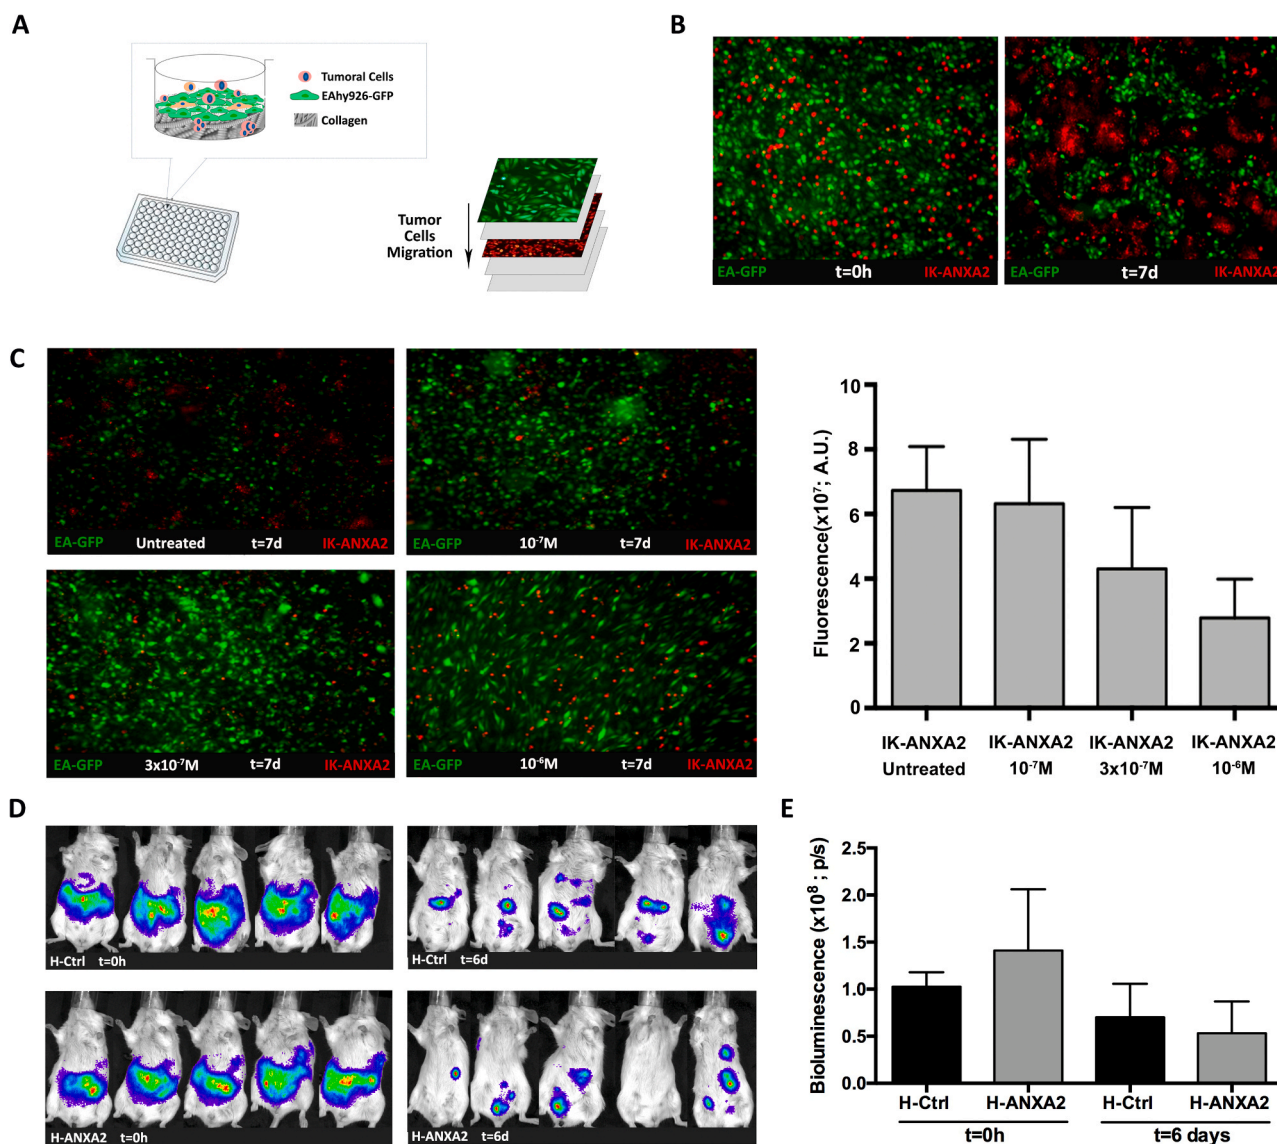 A
Tumoral Cells
EAhy926-GFP
Collagen
Tumor
Cells
Migration
B
EA-GFP t=0h IK-ANXA2
EA-GFP t=7d IK-ANXA2
C
EA-GFP Untreated t=7d IK-ANXA2
EA-GFP 10⁻⁷M t=7d IK-ANXA2
EA-GFP 3x10⁻⁷M t=7d IK-ANXA2
EA-GFP 10⁻⁶M t=7d IK-ANXA2
Fluorescence(x10⁷; A.U.)
10
8
6
4
2
0
IK-ANXA2 IK-ANXA2 IK-ANXA2 IK-ANXA2
Untreated 10⁻⁷M 3x10⁻⁷M 10⁻⁶M
D
H-Ctrl t=0h
H-Ctrl t=6d
H-ANXA2 t=0h
H-ANXA2 t=6d
E
Bioluminescence (x10⁸ ; p/s)
2.5
2.0
1.5
1.0
0.5
0.0
H-Ctrl H-ANXA2 H-Ctrl H-ANXA2
t=0h t=6 days